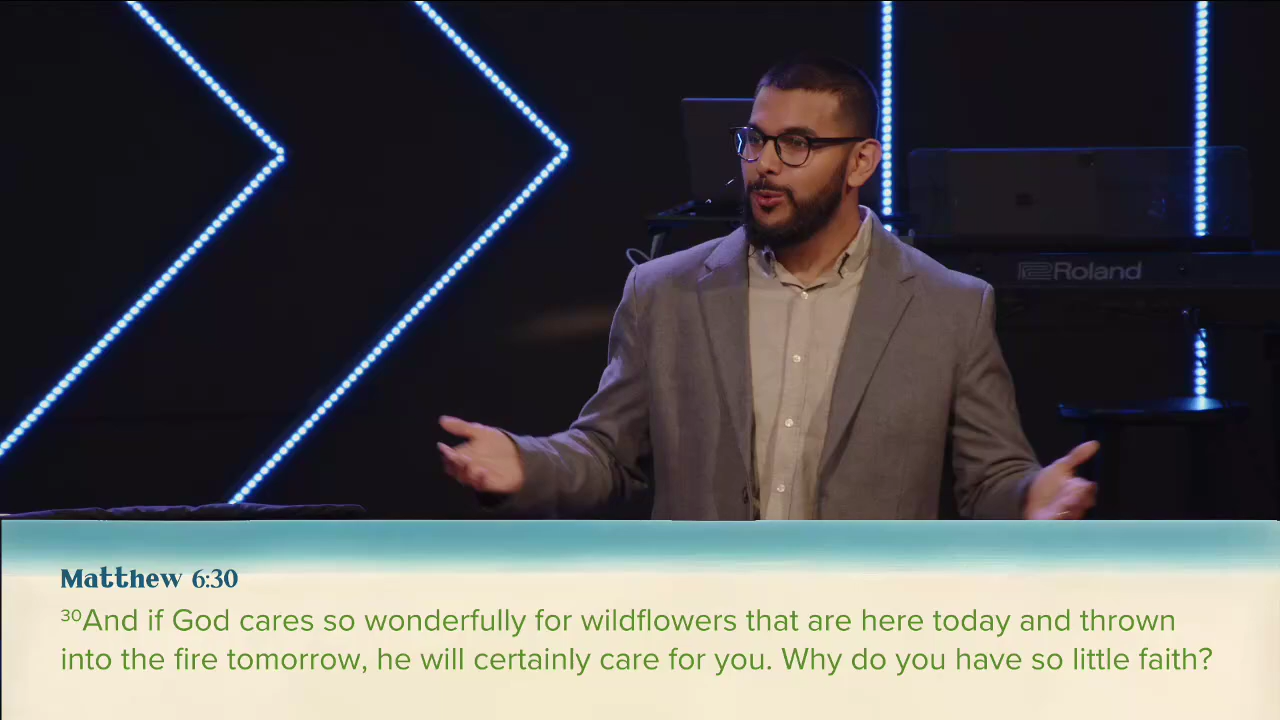 Roland
Matthew 6:30
³⁰And if God cares so wonderfully for wildflowers that are here today and thrown
into the fire tomorrow, he will certainly care for you. Why do you have so little faith?